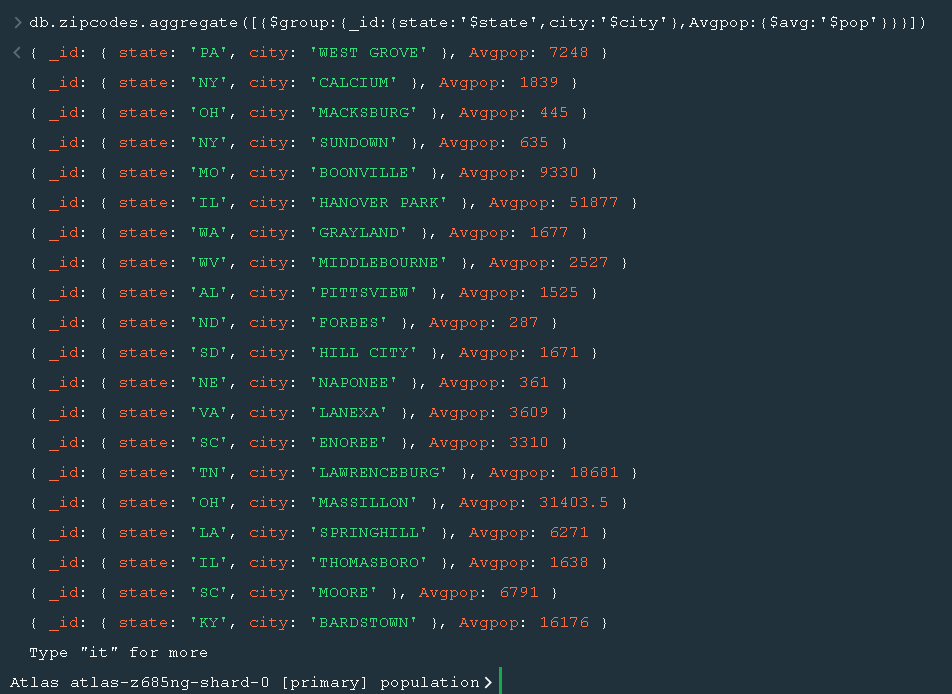 > db.zipcodes.aggregate([{$group:{_id:{state:'$state',city:'$city'},Avgpop:{$avg:'$pop'}}}])
< { _id: { state: 'PA', city: 'WEST GROVE' }, Avgpop: 7248 }
{ _id: { state: 'NY', city: 'CALCIUM' }, Avgpop: 1839 }
{ _id: { state: 'OH', city: 'MACKSBURG' }, Avgpop: 445 }
{ _id: { state: 'NY', city: 'SUNDOWN' }, Avgpop: 635 }
{ _id: { state: 'MO', city: 'BOONVILLE' }, Avgpop: 9330 }
{ _id: { state: 'IL', city: 'HANOVER PARK' }, Avgpop: 51877 }
{ _id: { state: 'WA', city: 'GRAYLAND' }, Avgpop: 1677 }
{ _id: { state: 'WV', city: 'MIDDLEBOURNE' }, Avgpop: 2527 }
{ _id: { state: 'AL', city: 'PITTSVIEW' }, Avgpop: 1525 }
{ _id: { state: 'ND', city: 'FORBES' }, Avgpop: 287 }
{ _id: { state: 'SD', city: 'HILL CITY' }, Avgpop: 1671 }
{ _id: { state: 'NE', city: 'NAPONEE' }, Avgpop: 361 }
{ _id: { state: 'VA', city: 'LANEXA' }, Avgpop: 3609 }
{ _id: { state: 'SC', city: 'ENOREE' }, Avgpop: 3310 }
{ _id: { state: 'TN', city: 'LAWRENCEBURG' }, Avgpop: 18681 }
{ _id: { state: 'OH', city: 'MASSILLON' }, Avgpop: 31403.5 }
{ _id: { state: 'LA', city: 'SPRINGHILL' }, Avgpop: 6271 }
{ _id: { state: 'IL', city: 'THOMASBORO' }, Avgpop: 1638 }
{ _id: { state: 'SC', city: 'MOORE' }, Avgpop: 6791 }
{ _id: { state: 'KY', city: 'BARDSTOWN' }, Avgpop: 16176 }
Type "it" for more
Atlas atlas-z685ng-shard-0 [primary] population>